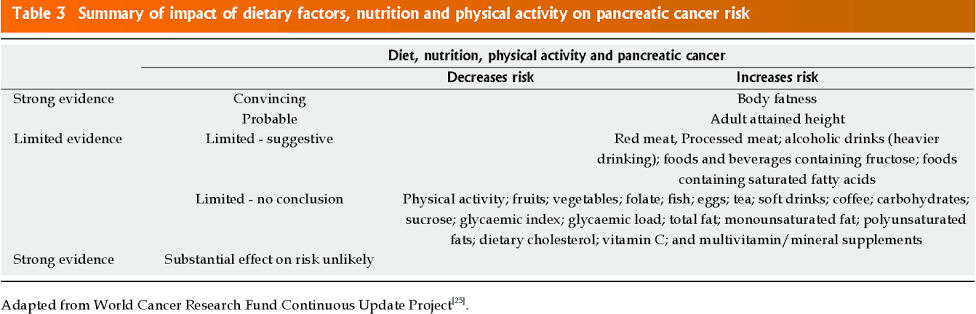 Table 3 Summary of impact of dietary factors, nutrition and physical activity on pancreatic cancer risk
Diet, nutrition, physical activity and pancreatic cancer
Decreases risk Increases risk
Strong evidence Convincing Body fatness
Probable Adult attained height
Limited evidence Limited - suggestive Red meat, Processed meat; alcoholic drinks (heavier
drinking); foods and beverages containing fructose; foods
containing saturated fatty acids
Limited - no conclusion Physical activity; fruits; vegetables; folate; fish; eggs; tea; soft drinks; coffee; carbohydrates;
sucrose; glycaemic index; glycaemic load; total fat; monounsaturated fat; polyunsaturated
fats; dietary cholesterol; vitamin C; and multivitamin/mineral supplements
Strong evidence Substantial effect on risk unlikely
Adapted from World Cancer Research Fund Continuous Update Project[25].